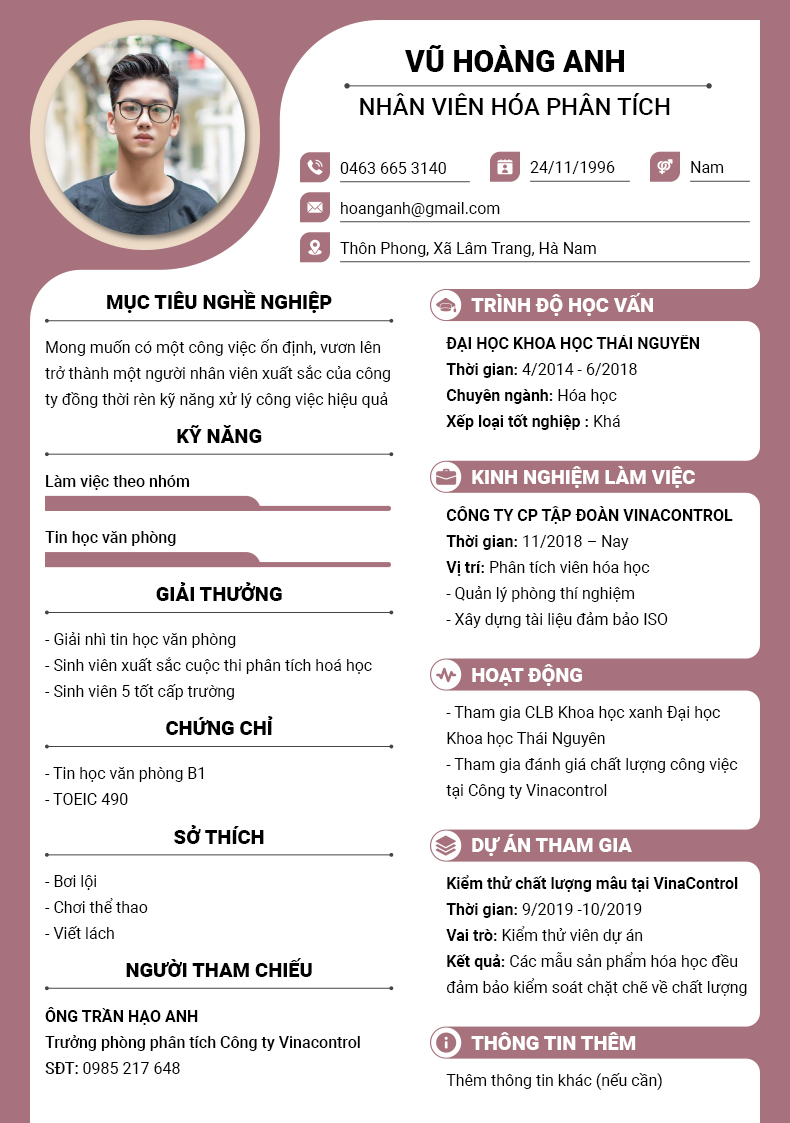 VŨ HOÀNG ANH
NHÂN VIÊN HÓA PHÂN TÍCH
0463 665 3140
24/11/1996
Nam
hoanganh@gmail.com
Thôn Phong, Xã Lâm Trang, Hà Nam
MỤC TIÊU NGHỀ NGHIỆP
Mong muốn có một công việc ổn định, vươn lên
trở thành một người nhân viên xuất sắc của công
ty đồng thời rèn kỹ năng xử lý công việc hiệu quả
KỸ NĂNG
Làm việc theo nhóm
Tin học văn phòng
GIẢI THƯỞNG
- Giải nhì tin học văn phòng
- Sinh viên xuất sắc cuộc thi phân tích hoá học
- Sinh viên 5 tốt cấp trường
CHỨNG CHỈ
- Tin học văn phòng B1
- TOEIC 490
SỞ THÍCH
- Bơi lội
- Chơi thể thao
- Viết lách
NGƯỜI THAM CHIẾU
ÔNG TRẦN HẠO ANH
Trưởng phòng phân tích Công ty Vinacontrol
SĐT: 0985 217 648
TRÌNH ĐỘ HỌC VẤN
ĐẠI HỌC KHOA HỌC THÁI NGUYÊN
Thời gian: 4/2014 - 6/2018
Chuyên ngành: Hóa học
Xếp loại tốt nghiệp : Khá
KINH NGHIỆM LÀM VIỆC
CÔNG TY CP TẬP ĐOÀN VINACONTROL
Thời gian: 11/2018 – Nay
Vị trí: Phân tích viên hóa học
- Quản lý phòng thí nghiệm
- Xây dựng tài liệu đảm bảo ISO
HOẠT ĐỘNG
- Tham gia CLB Khoa học xanh Đại học
Khoa học Thái Nguyên
- Tham gia đánh giá chất lượng công việc
tại Công ty Vinacontrol
DỰ ÁN THAM GIA
Kiểm thử chất lượng mâu tại VinaControl
Thời gian: 9/2019 -10/2019
Vai trò: Kiểm thử viên dự án
Kết quả: Các mẫu sản phẩm hóa học đều
đảm bảo kiểm soát chặt chẽ về chất lượng
THÔNG TIN THÊM
Thêm thông tin khác (nếu cần)